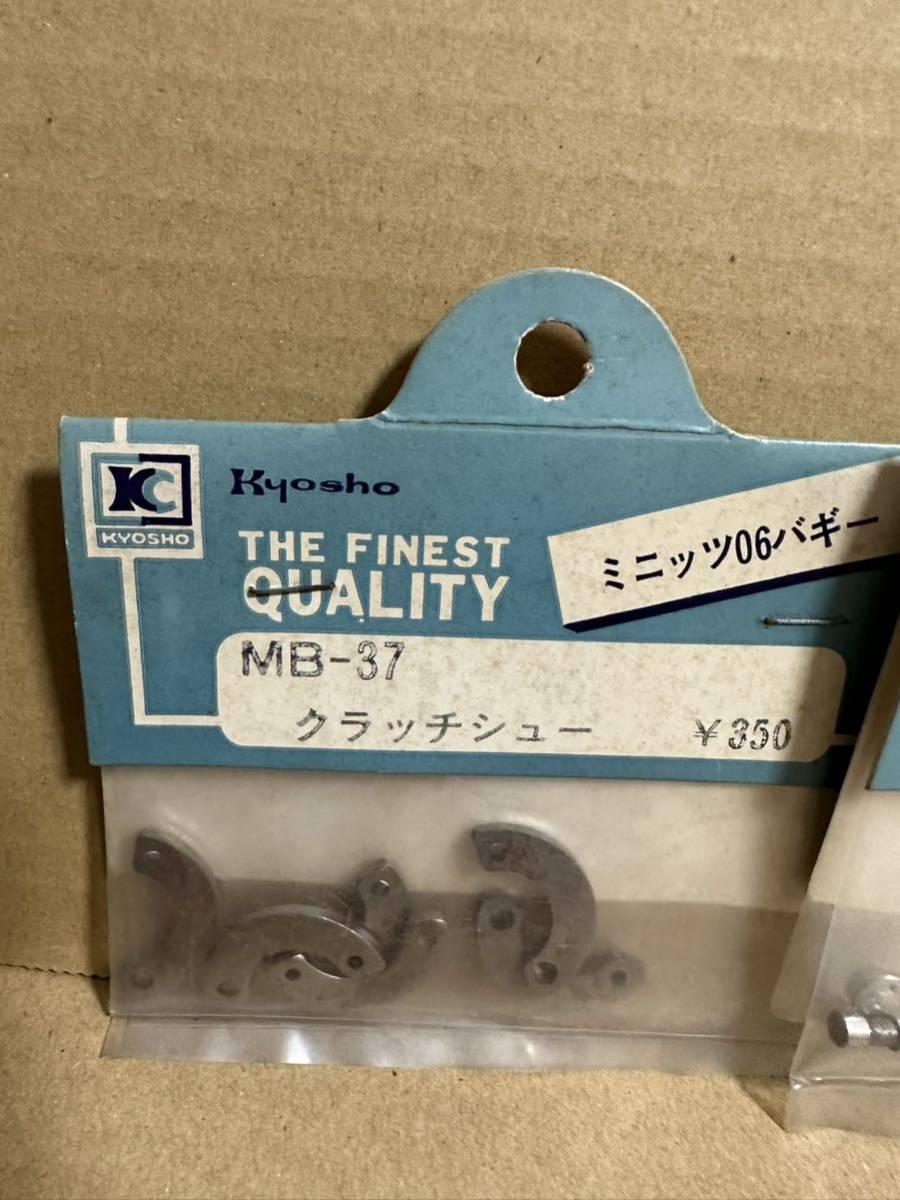 KC
KYOSHO
Kyosho
THE FINEST
QUALITY
ミニッツ06バギー
MB-37
クラッチシュー ¥350